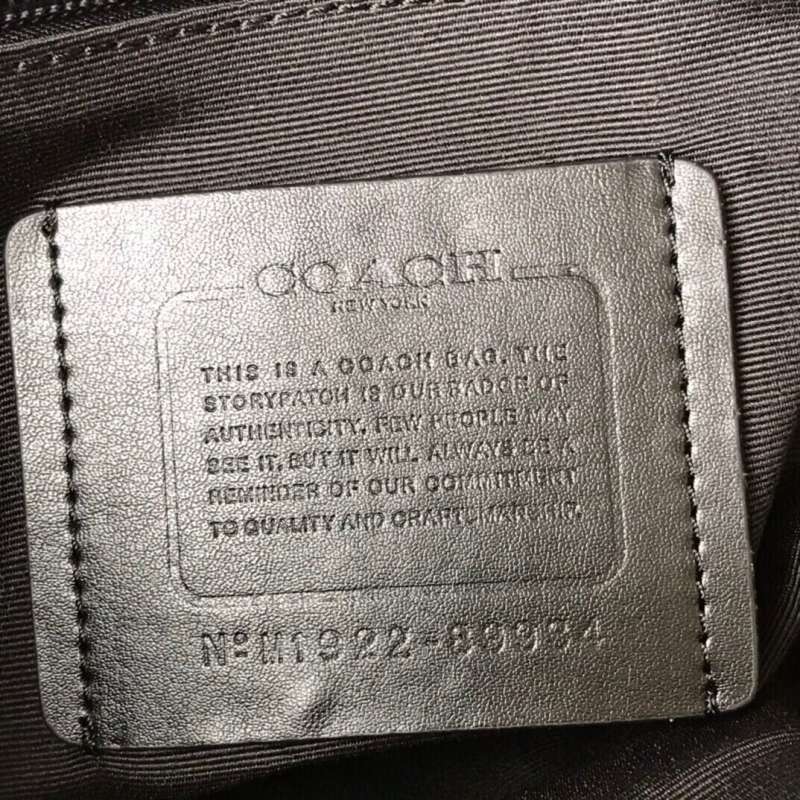 COACH
NEW YORK
THIS IS A COACH BAG. THE
STORYPATCH IS OUR BADGE OF
AUTHENTICITY. FEW PEOPLE MAY
SEE IT, BUT IT WILL ALWAYS BE A
REMINDER OF OUR COMMITMENT
TO QUALITY AND CRAFTSMANSHIP.
Nº